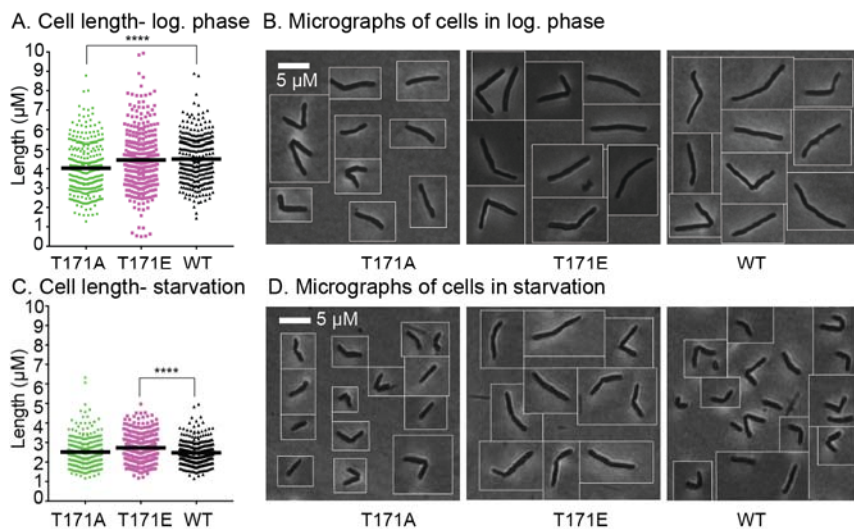 A. Cell length- log. phase
B. Micrographs of cells in log. phase
****
Length (µM)
10
9
8
7
6
5
4
3
2
1
0
T171A T171E WT
5 µM
T171A T171E WT
C. Cell length- starvation
D. Micrographs of cells in starvation
****
Length (µM)
10
9
8
7
6
5
4
3
2
1
0
T171A T171E WT
5 µM
T171A T171E WT